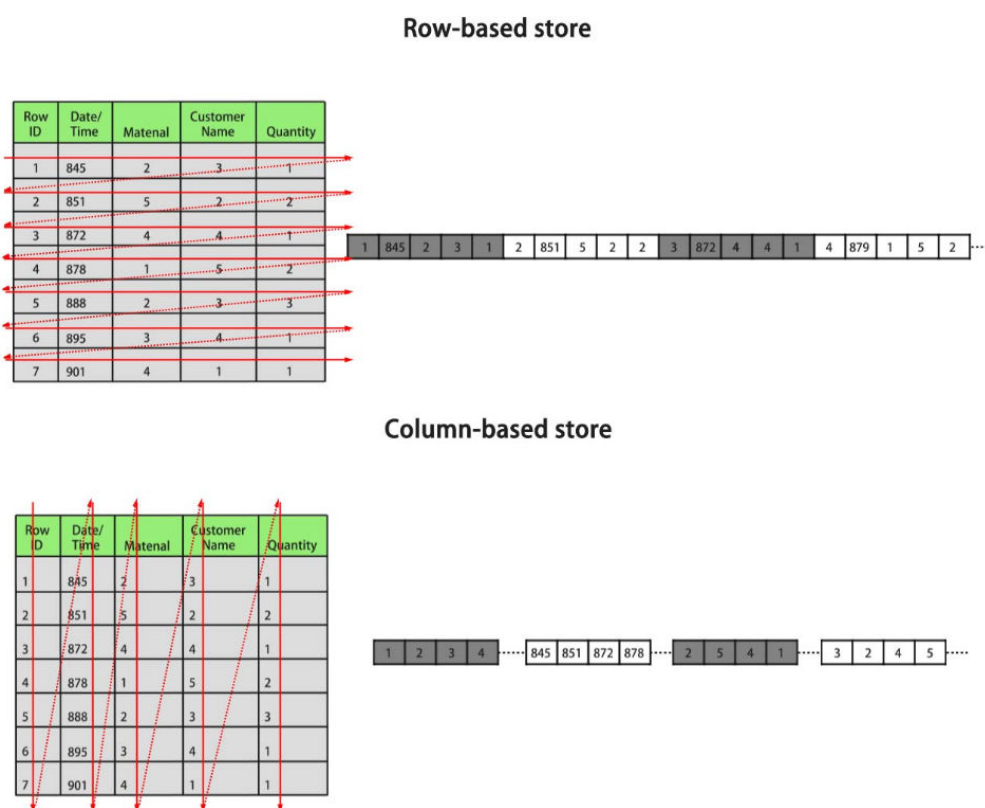 Row-based store
Row ID Date/Time Matenal Customer Name Quantity
1 845 2 3 1
2 851 5 2 2
3 872 4 4 1
4 878 1 5 2
5 888 2 3 3
6 895 3 4 1
7 901 4 1 1
1 845 2 3 1 2 851 5 2 2 3 872 4 4 1 4 879 1 5 2
Column-based store
Row ID Date/Time Matenal Customer Name Quantity
1 845 2 3 1
2 851 5 2 2
3 872 4 4 1
4 878 1 5 2
5 888 2 3 3
6 895 3 4 1
7 901 4 1 1
1 2 3 4 845 851 872 878 2 5 4 1 3 2 4 5